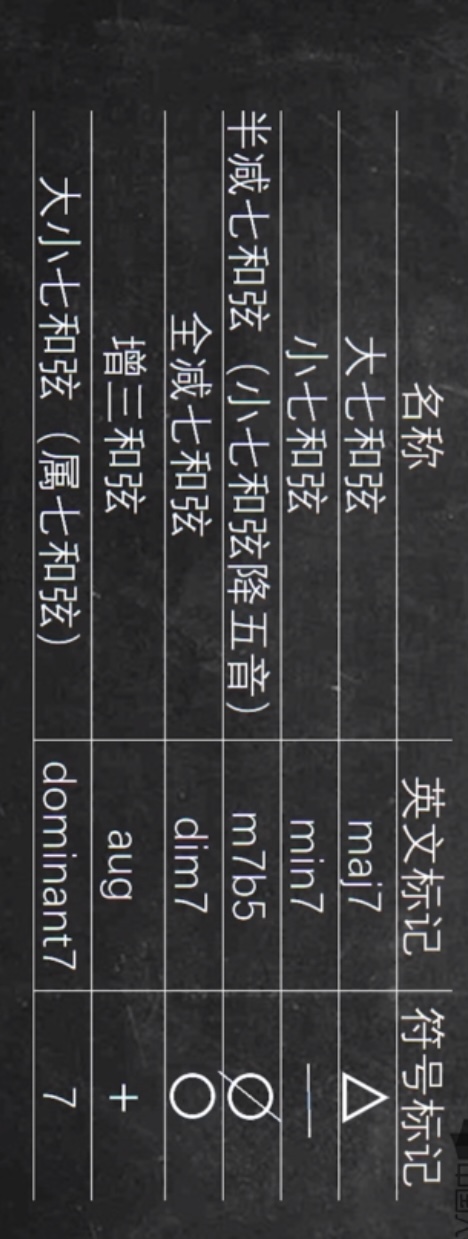 名称 英文标记 符号标记
大七和弦 maj7 △
小七和弦 min7 —
半减七和弦（小七和弦降五音） m7b5 Ø
全减七和弦 dim7 ○
增三和弦 aug +
大小七和弦（属七和弦） dominant7 7